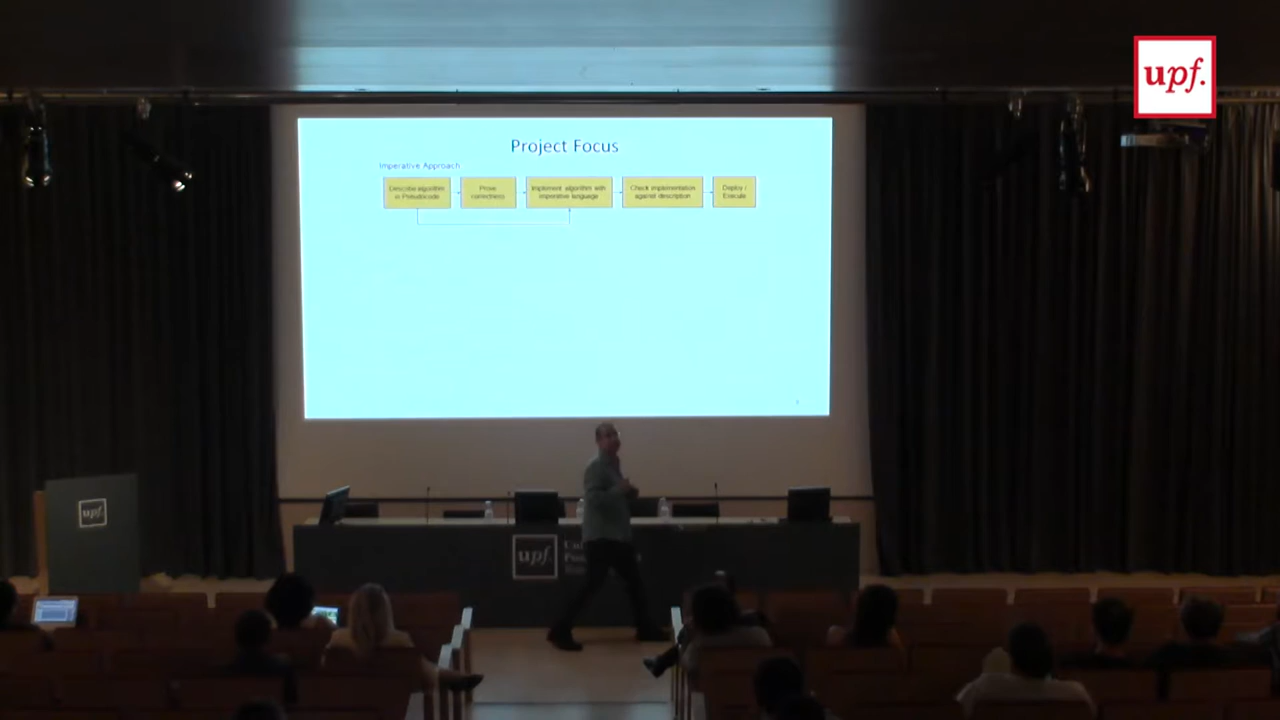 upf.
Project Focus
Imperative Approach
Describe algorithm
in Pseudocode
Prove
correctness
Implement algorithm with
imperative language
Check implementation
against description
Deploy /
Execute
upf.
upf.